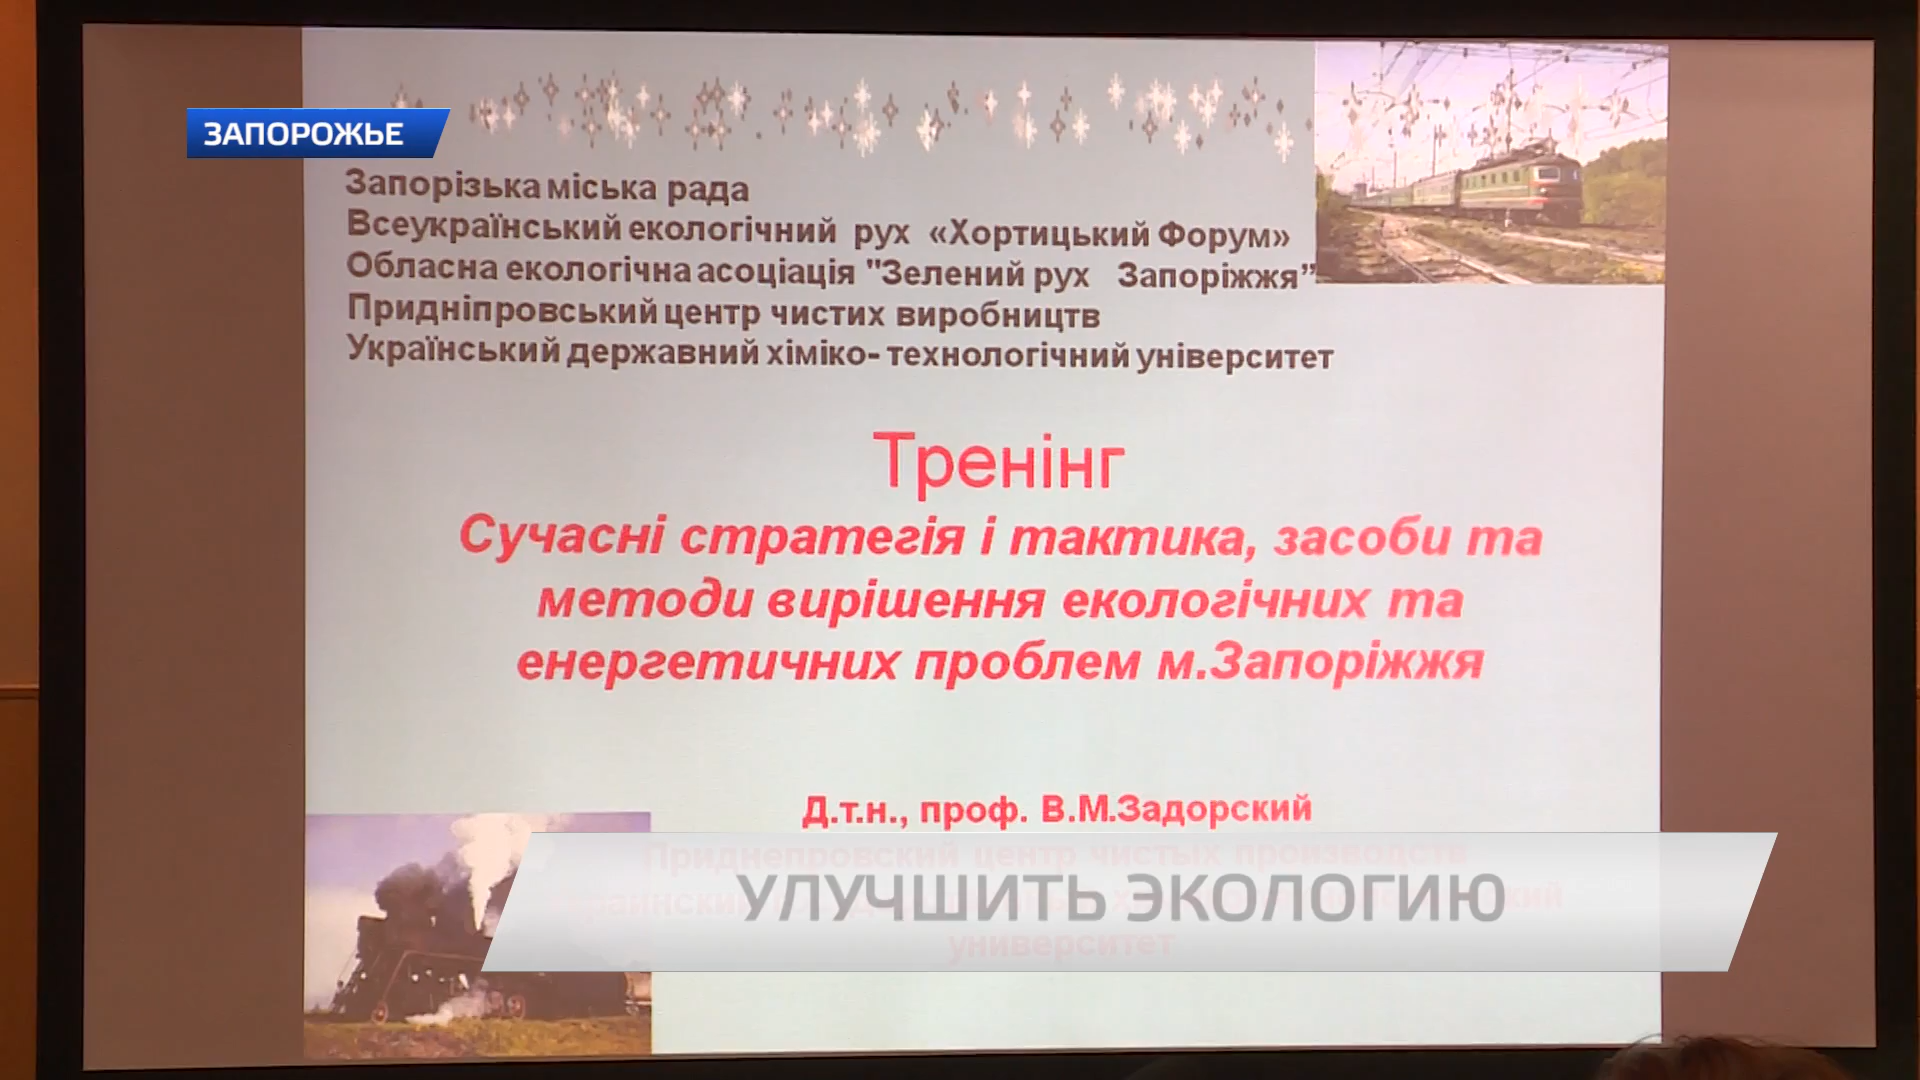 ЗАПОРОЖЬЕ
Запорізька міська рада
Всеукраїнський екологічний рух «Хортицький Форум»
Обласна екологічна асоціація "Зелений рух Запоріжжя”
Придніпровський центр чистих виробництв
Український державний хіміко- технологічний університет
Тренінг
Сучасні стратегія і тактика, засоби та
методи вирішення екологічних та
енергетичних проблем м.Запоріжжя
Д.т.н., проф. В.М.Задорский
Приднепровский центр чистых производств
УЛУЧШИТЬ ЭКОЛОГИЮ
университет